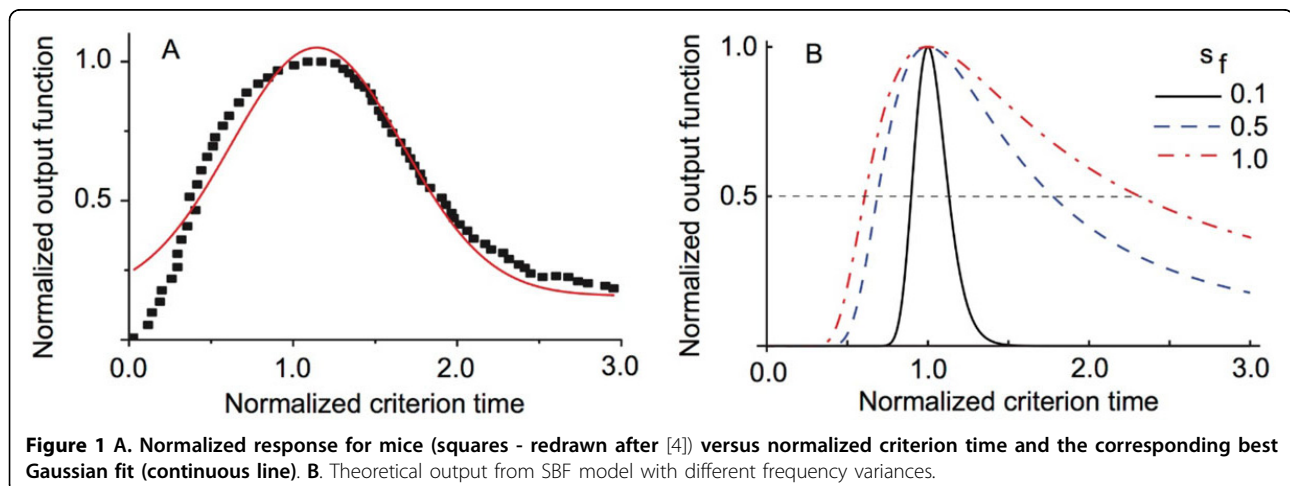 A
Normalized output function
1.0
0.5
0.0 1.0 2.0 3.0
Normalized criterion time
B
Normalized output function
1.0
0.5
0.0 1.0 2.0 3.0
Normalized criterion time
s f
0.1
0.5
1.0
Figure 1 A. Normalized response for mice (squares - redrawn after [4]) versus normalized criterion time and the corresponding best
Gaussian fit (continuous line). B. Theoretical output from SBF model with different frequency variances.